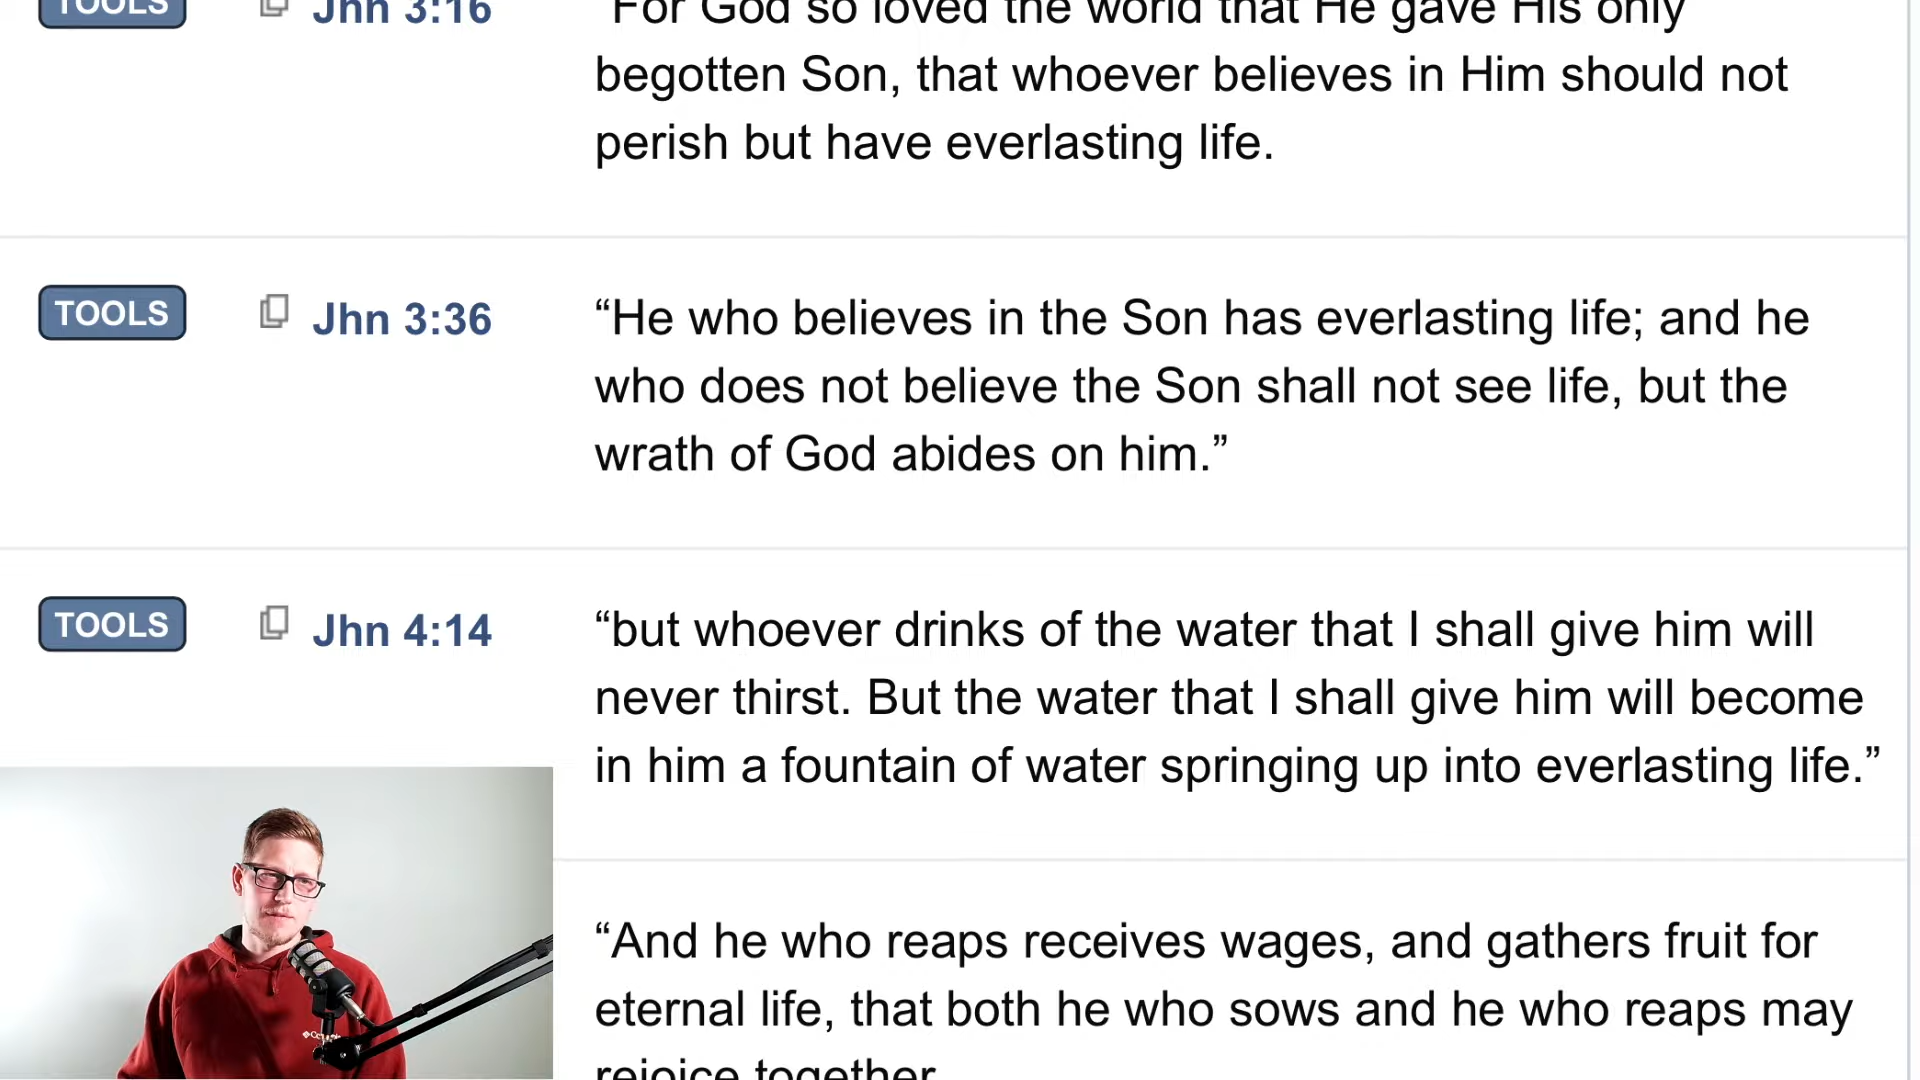 TOOLS Jhn 3:16 “For God so loved the world that He gave His only
begotten Son, that whoever believes in Him should not
perish but have everlasting life.
TOOLS Jhn 3:36 “He who believes in the Son has everlasting life; and he
who does not believe the Son shall not see life, but the
wrath of God abides on him.”
TOOLS Jhn 4:14 “but whoever drinks of the water that I shall give him will
never thirst. But the water that I shall give him will become
in him a fountain of water springing up into everlasting life.”
“And he who reaps receives wages, and gathers fruit for
eternal life, that both he who sows and he who reaps may
rejoice together